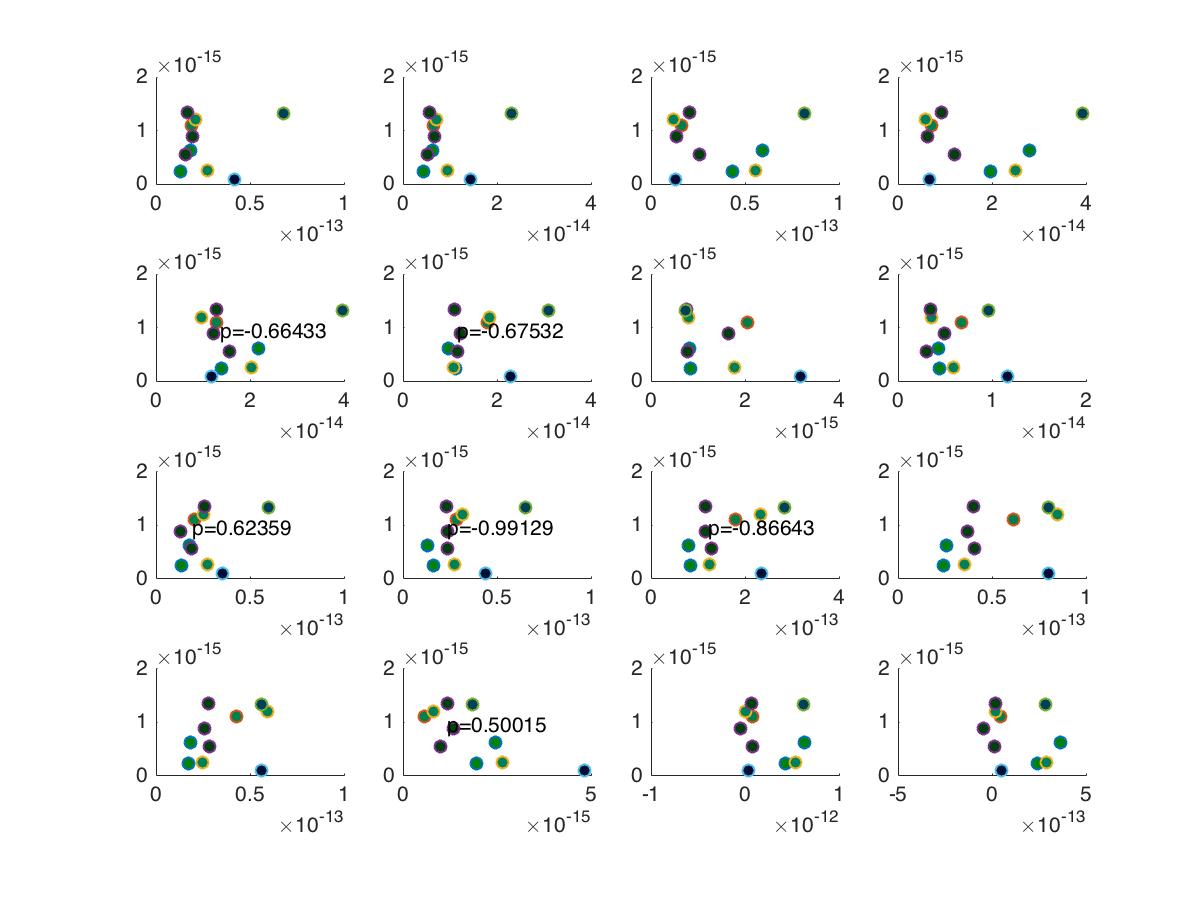 ×10-15 ×10-15 ×10-15 ×10-15
2 2 2 2
1 1 1 1
0 0 0 0
0 0.5 1 0 2 4 0 0.5 1 0 2 4
×10-13 ×10-14 ×10-13 ×10-14
×10-15 ×10-15 ×10-15 ×10-15
2 2 2 2
1 p=-0.66433 1 p=-0.67532 1 1
0 0 0 0
0 2 4 0 2 4 0 2 4 0 1 2
×10-14 ×10-14 ×10-15 ×10-14
×10-15 ×10-15 ×10-15 ×10-15
2 2 2 2
1 p=0.62359 1 p=-0.99129 1 p=-0.86643 1
0 0 0 0
0 0.5 1 0 0.5 1 0 2 4 0 0.5 1
×10-13 ×10-13 ×10-13 ×10-13
×10-15 ×10-15 ×10-15 ×10-15
2 2 2 2
1 1 p=0.50015 1 1
0 0 0 0
0 0.5 1 0 5 -1 0 1 -5 0 5
×10-13 ×10-15 ×10-12 ×10-13